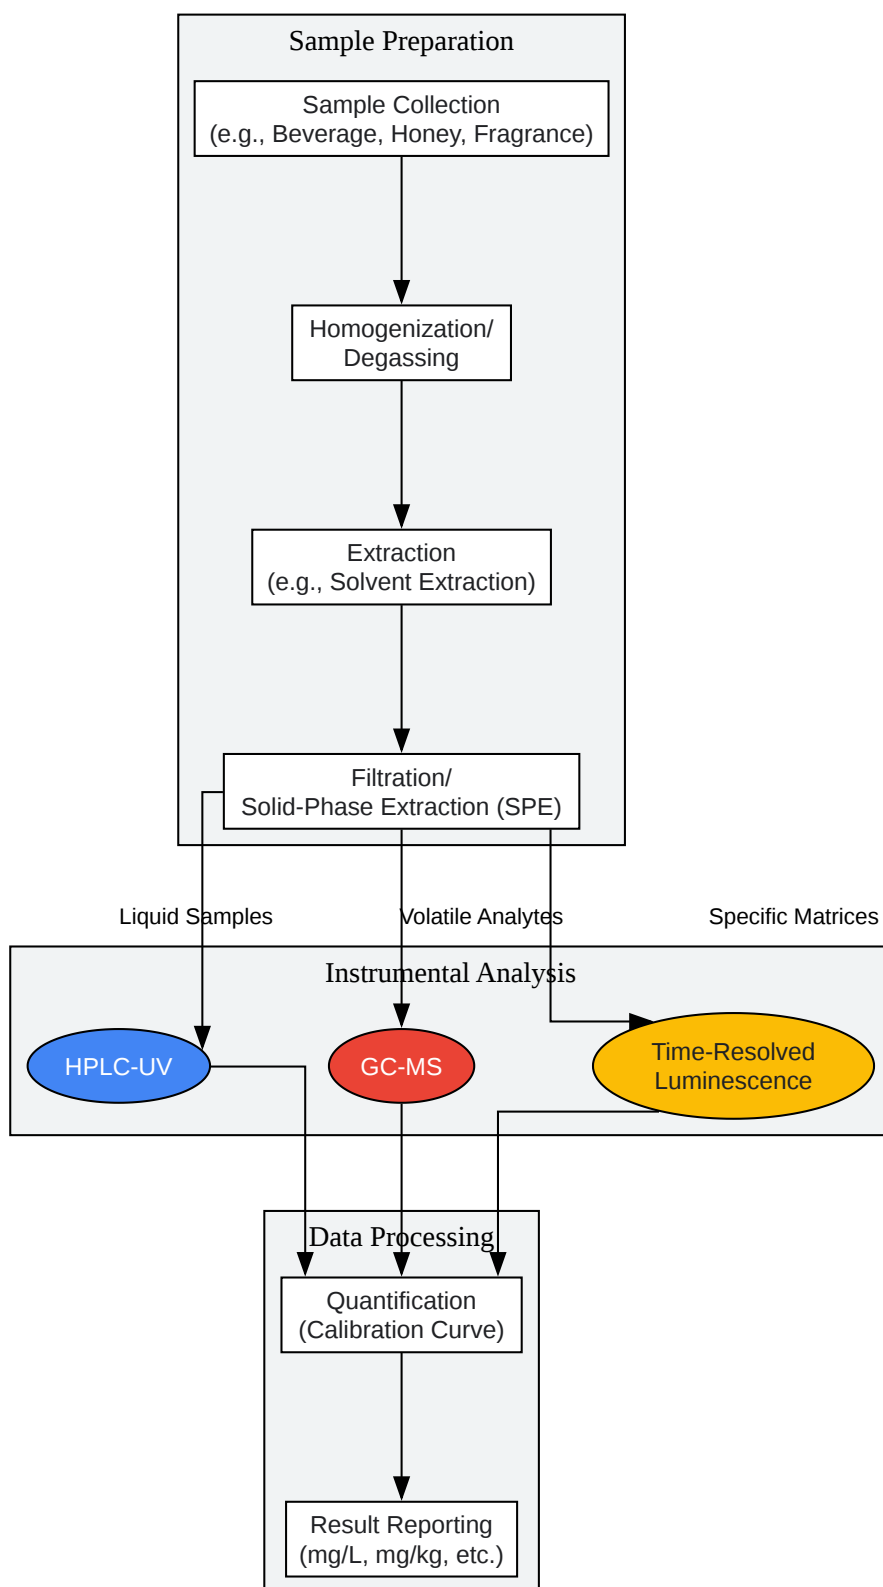 Sample Preparation
Sample Collection
(e.g., Beverage, Honey, Fragrance)
Homogenization/
Degassing
Extraction
(e.g., Solvent Extraction)
Filtration/
Solid-Phase Extraction (SPE)
Liquid Samples
Volatile Analytes
Specific Matrices
Instrumental Analysis
HPLC-UV
GC-MS
Time-Resolved
Luminescence
Data Processing
Quantification
(Calibration Curve)
Result Reporting
(mg/L, mg/kg, etc.)